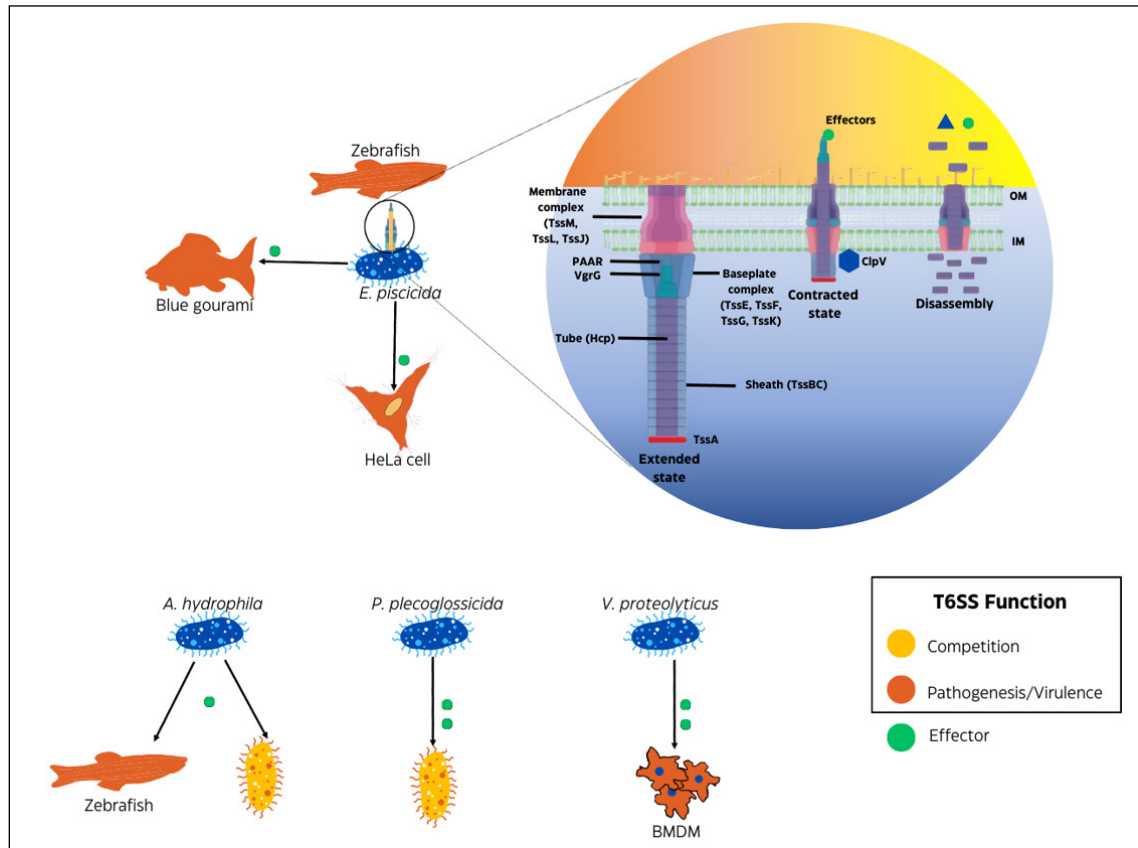 Zebrafish
E. piscicida
Blue gourami
HeLa cell
Effectors
Membrane
complex
(TssM,
TssL, TssJ)
OM
IM
PAAR
VgrG
Baseplate
complex
(TssE, TssF,
TssG, TssK)
ClpV
Contracted
state
Disassembly
Tube (Hcp)
Sheath (TssBC)
TssA
Extended
state
A. hydrophila
P. plecoglossicida
V. proteolyticus
Zebrafish
BMDM
T6SS Function
Competition
Pathogenesis/Virulence
Effector